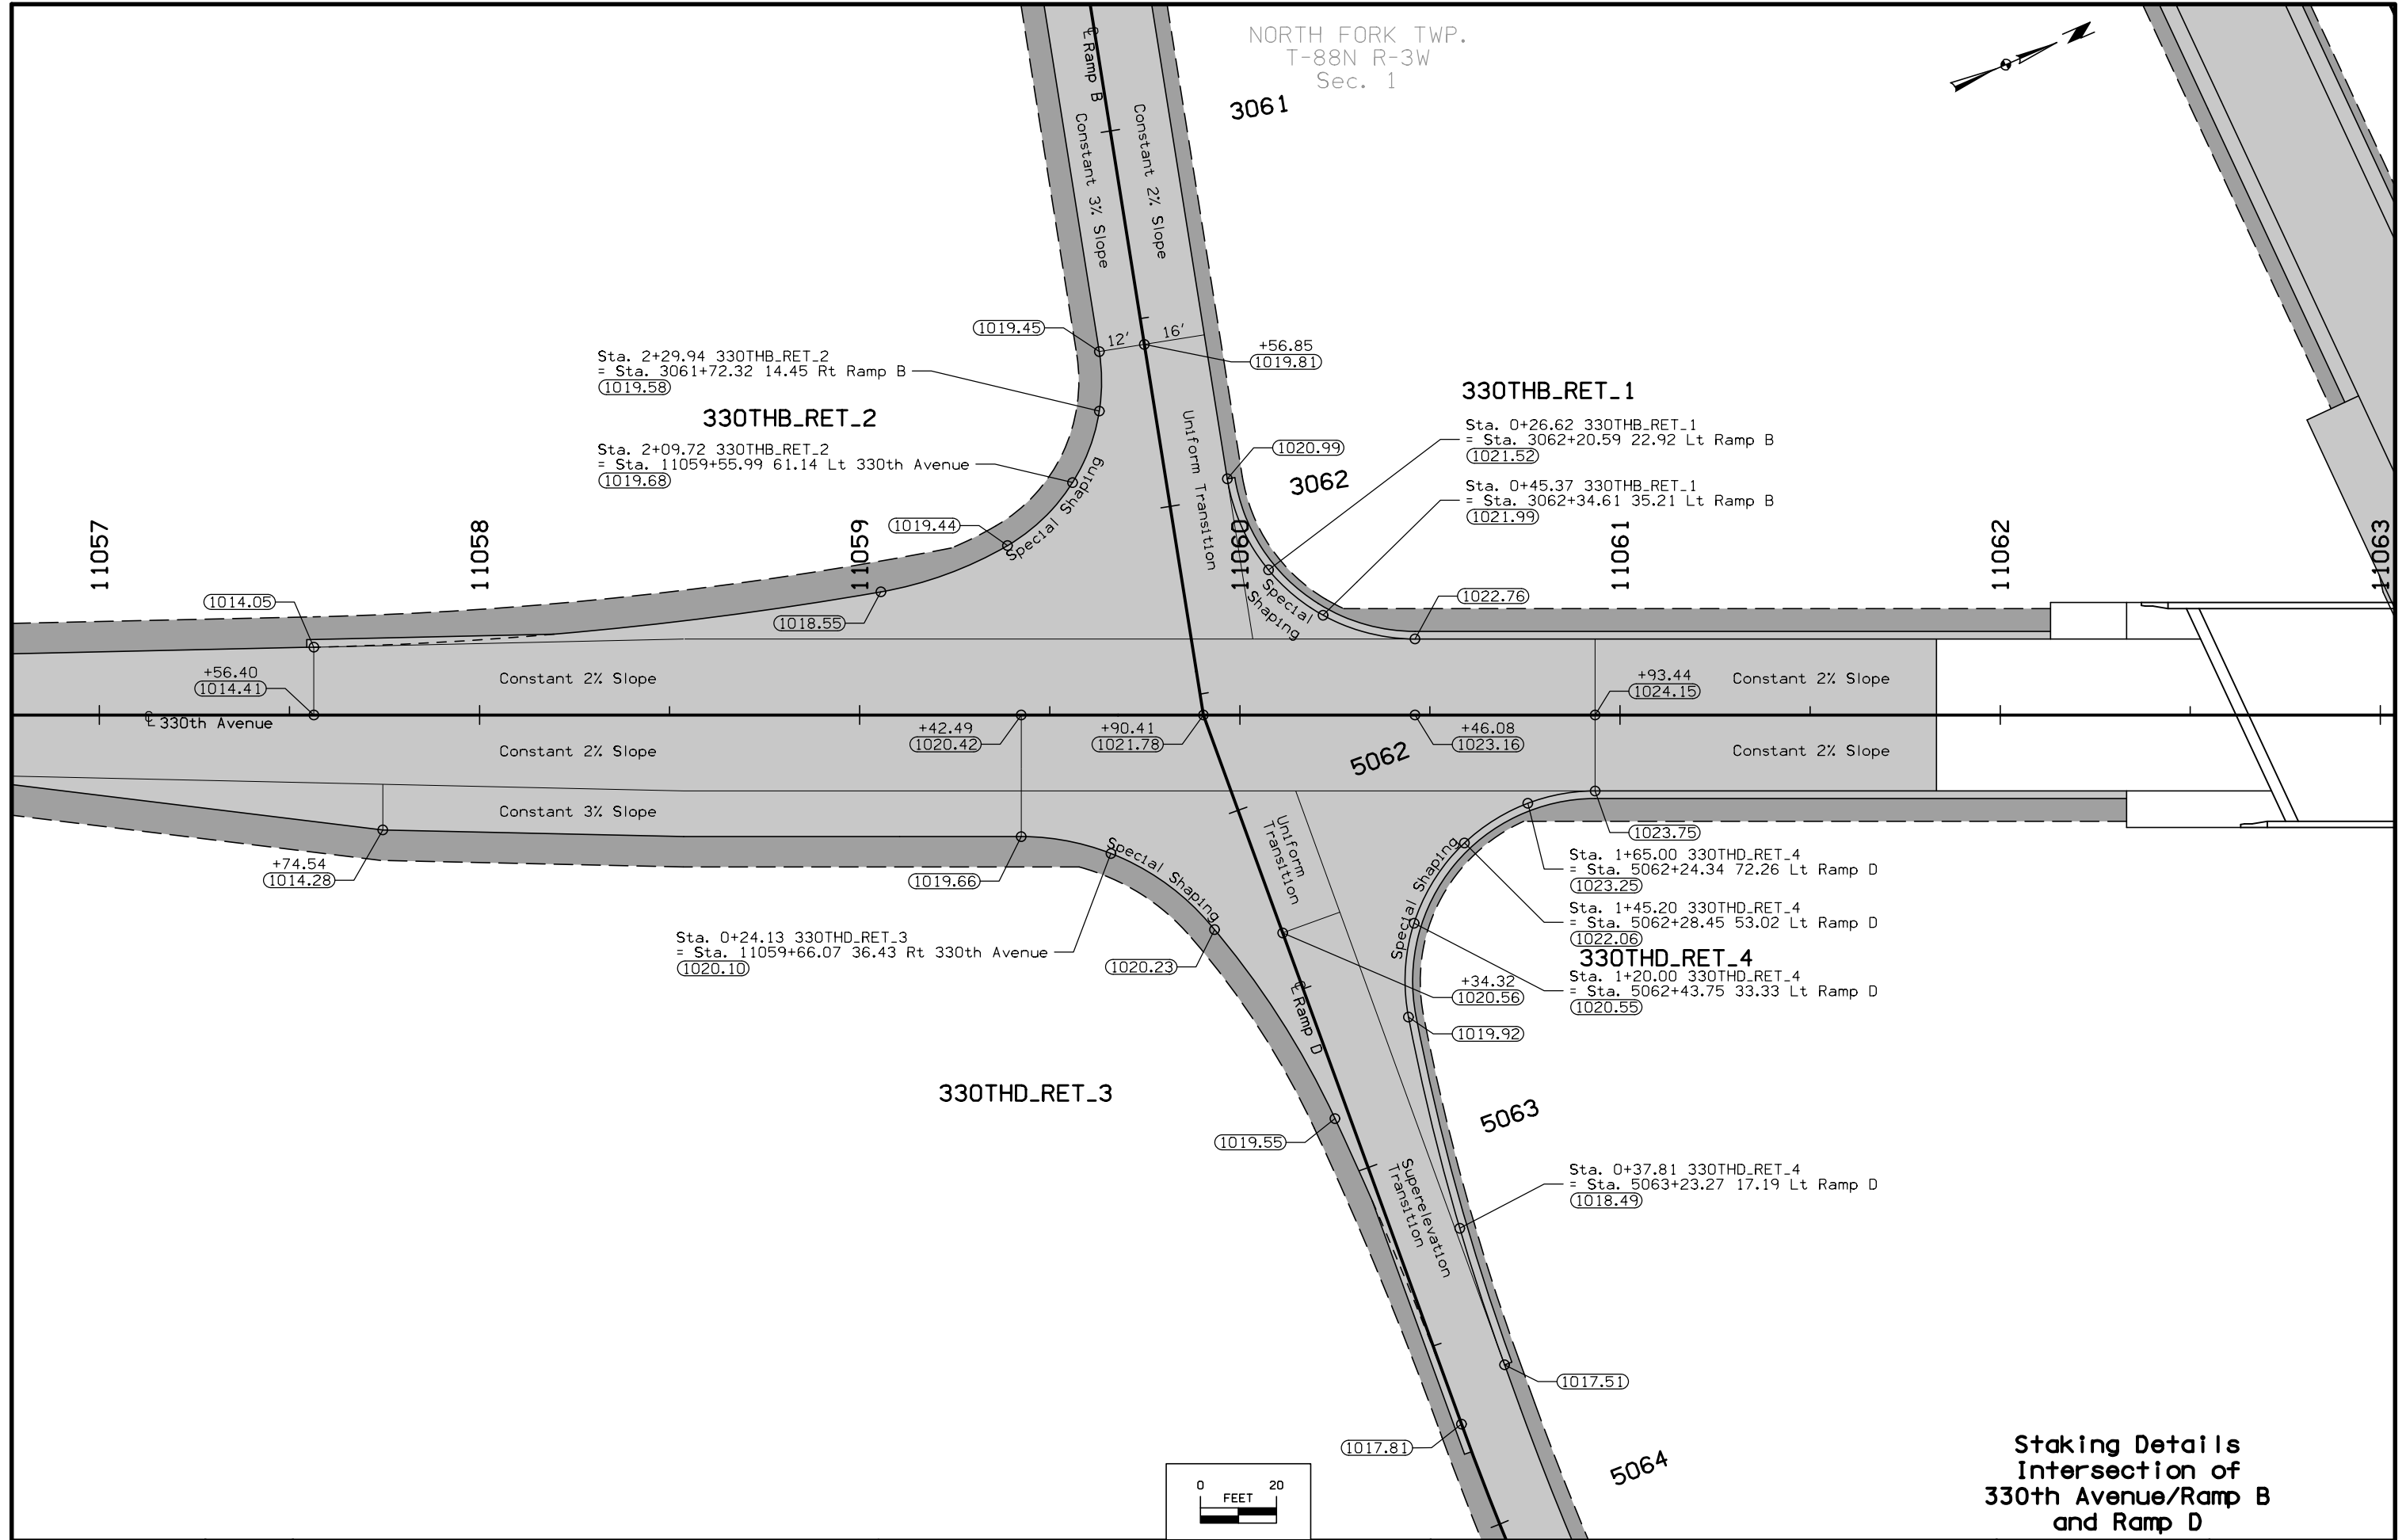 NORTH FORK TWP.
T-88N R-3W
Sec. 1
℄ Ramp B
Constant 3% Slope
Constant 2% Slope
3061
N
1019.45
12'
16'
+56.85
1019.81
Sta. 2+29.94 330THB_RET_2
= Sta. 3061+72.32 14.45 Rt Ramp B
1019.58
330THB_RET_2
Sta. 2+09.72 330THB_RET_2
= Sta. 11059+55.99 61.14 Lt 330th Avenue
1019.68
1019.44
Special Shaping
Uniform Transition
1020.99
3062
330THB_RET_1
Sta. 0+26.62 330THB_RET_1
= Sta. 3062+20.59 22.92 Lt Ramp B
1021.52
Sta. 0+45.37 330THB_RET_1
= Sta. 3062+34.61 35.21 Lt Ramp B
1021.99
Special
Shaping
1022.76
11057
11058
11059
11060
11061
11062
11063
1014.05
1018.55
+56.40
1014.41
Constant 2% Slope
+93.44
1024.15
Constant 2% Slope
℄ 330th Avenue
+42.49
1020.42
+90.41
1021.78
+46.08
1023.16
5062
Constant 2% Slope
Constant 2% Slope
Constant 3% Slope
+74.54
1014.28
1019.66
Special Shaping
Uniform
Transition
Special Shaping
Special Shaping
1023.75
Sta. 1+65.00 330THD_RET_4
= Sta. 5062+24.34 72.26 Lt Ramp D
1023.25
Sta. 1+45.20 330THD_RET_4
= Sta. 5062+28.45 53.02 Lt Ramp D
1022.06
330THD_RET_4
Sta. 1+20.00 330THD_RET_4
= Sta. 5062+43.75 33.33 Lt Ramp D
1020.55
Sta. 0+24.13 330THD_RET_3
= Sta. 11059+66.07 36.43 Rt 330th Avenue
1020.10
1020.23
+34.32
1020.56
℄ Ramp D
1019.92
330THD_RET_3
1019.55
5063
Superelevation
Transition
Sta. 0+37.81 330THD_RET_4
= Sta. 5063+23.27 17.19 Lt Ramp D
1018.49
1017.51
1017.81
5064
0 20
FEET
Staking Details
Intersection of
330th Avenue/Ramp B
and Ramp D